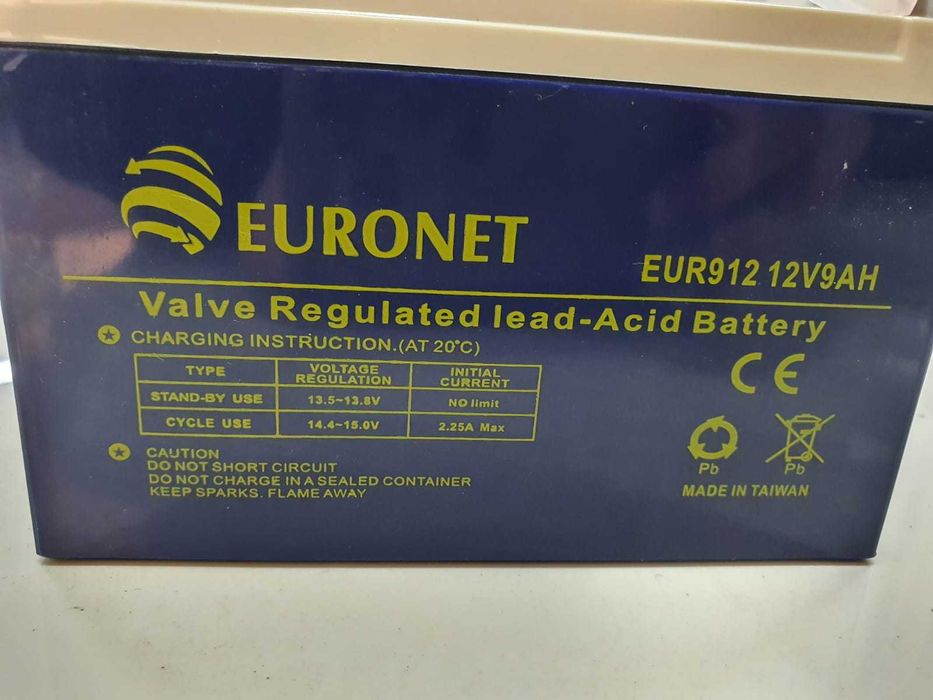 EURONET
EUR912 12V9AH
Valve Regulated lead-Acid Battery
CHARGING INSTRUCTION.(AT 20°C)
TYPE VOLTAGE REGULATION INITIAL CURRENT
STAND-BY USE 13.5~13.8V NO limit
CYCLE USE 14.4~15.0V 2.25A Max
CE
CAUTION
DO NOT SHORT CIRCUIT
DO NOT CHARGE IN A SEALED CONTAINER
KEEP SPARKS. FLAME AWAY
Pb Pb
MADE IN TAIWAN